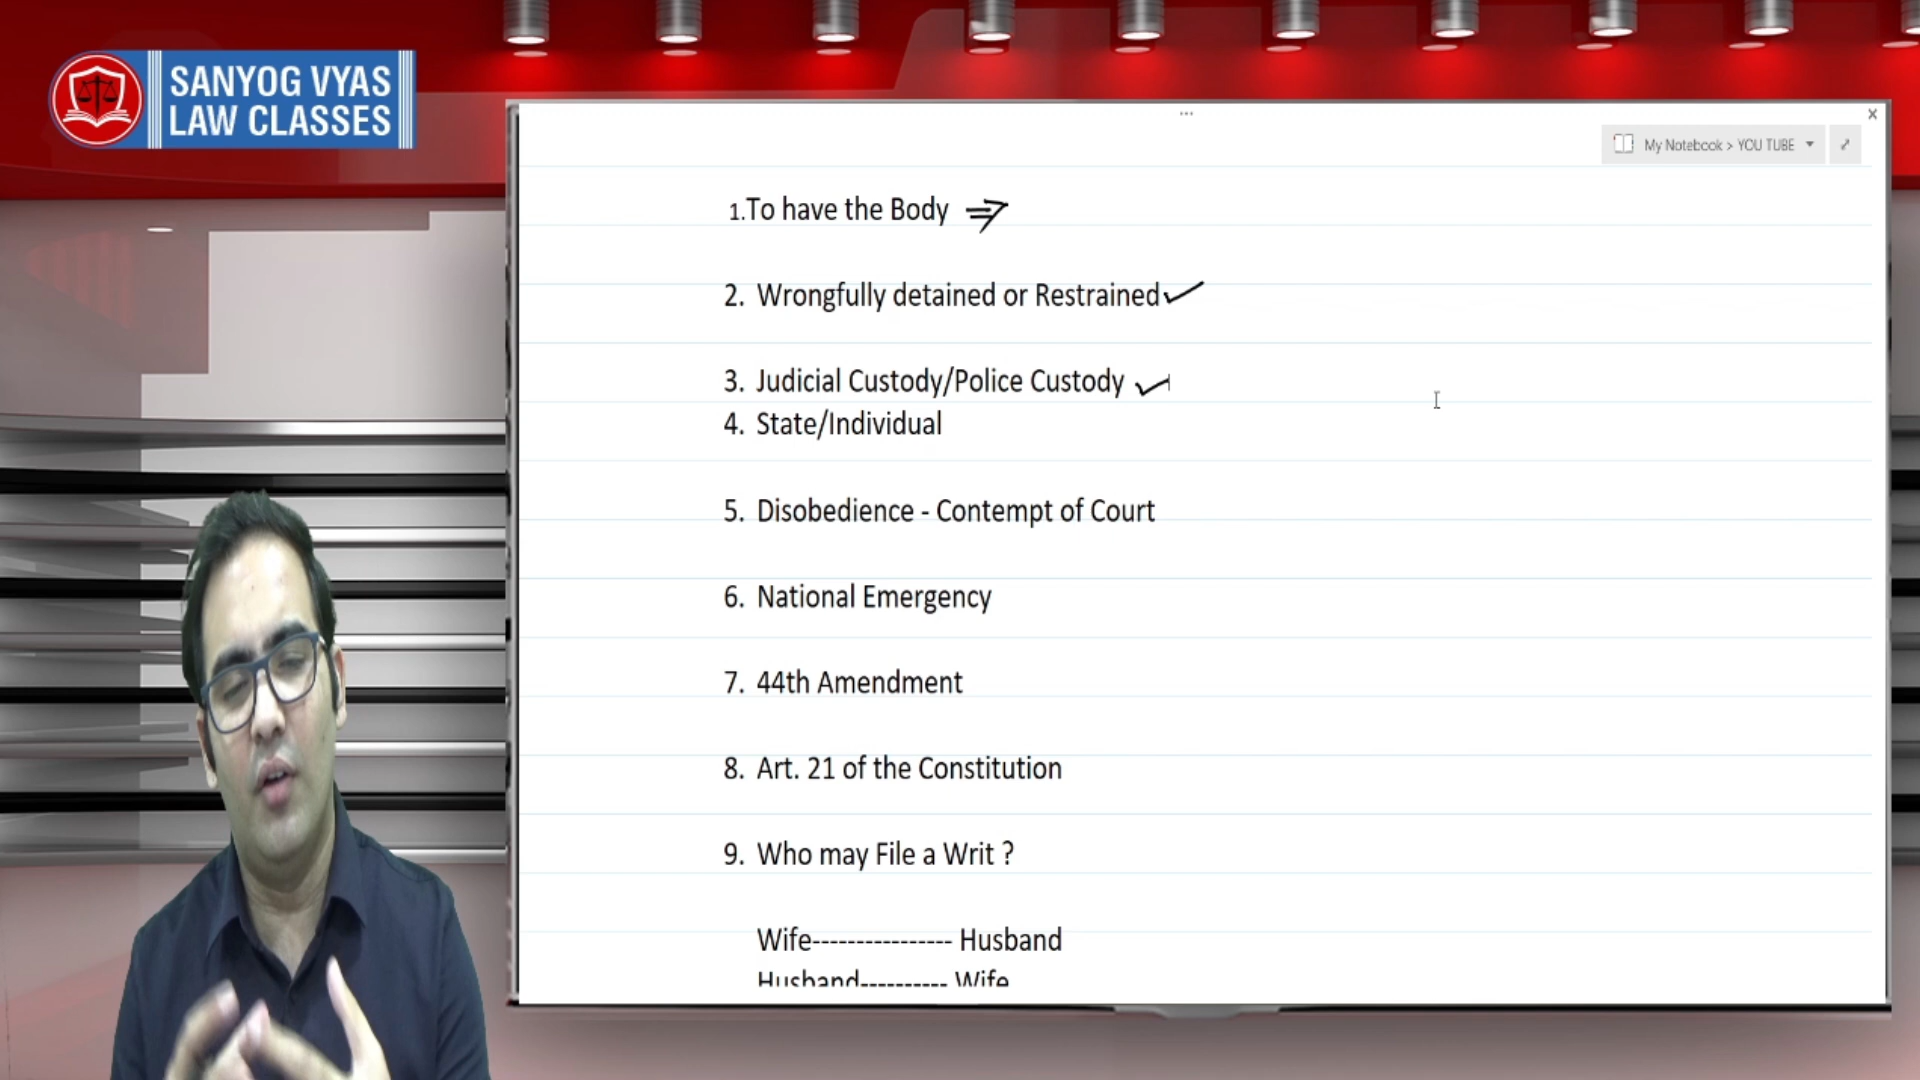 SANYOG VYAS
LAW CLASSES
...
x
My Notebook > YOU TUBE
1.To have the Body
2. Wrongfully detained or Restrained
3. Judicial Custody/Police Custody
4. State/Individual
5. Disobedience - Contempt of Court
6. National Emergency
7. 44th Amendment
8. Art. 21 of the Constitution
9. Who may File a Writ ?
Wife---------------- Husband
Husband---------- Wife